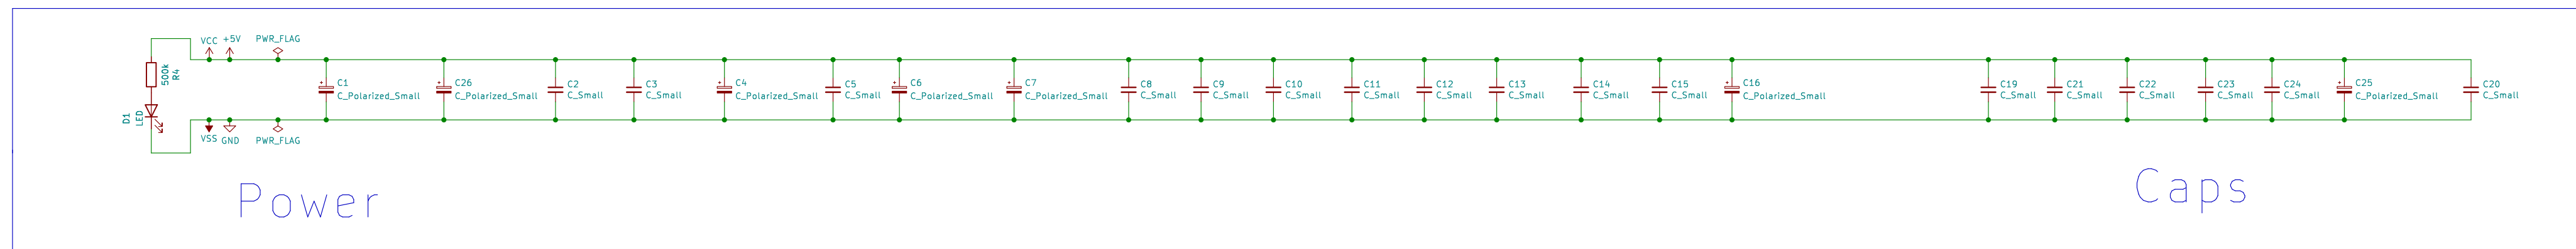 VCC
+5V
PWR_FLAG
500k
R4
D1
LED
VSS
GND
PWR_FLAG
C1
C_Polarized_Small
C26
C_Polarized_Small
C2
C_Small
C3
C_Small
C4
C_Polarized_Small
C5
C_Small
C6
C_Polarized_Small
C7
C_Polarized_Small
C8
C_Small
C9
C_Small
C10
C_Small
C11
C_Small
C12
C_Small
C13
C_Small
C14
C_Small
C15
C_Small
C16
C_Polarized_Small
C19
C_Small
C21
C_Small
C22
C_Small
C23
C_Small
C24
C_Small
C25
C_Polarized_Small
C20
C_Small
Power
Caps